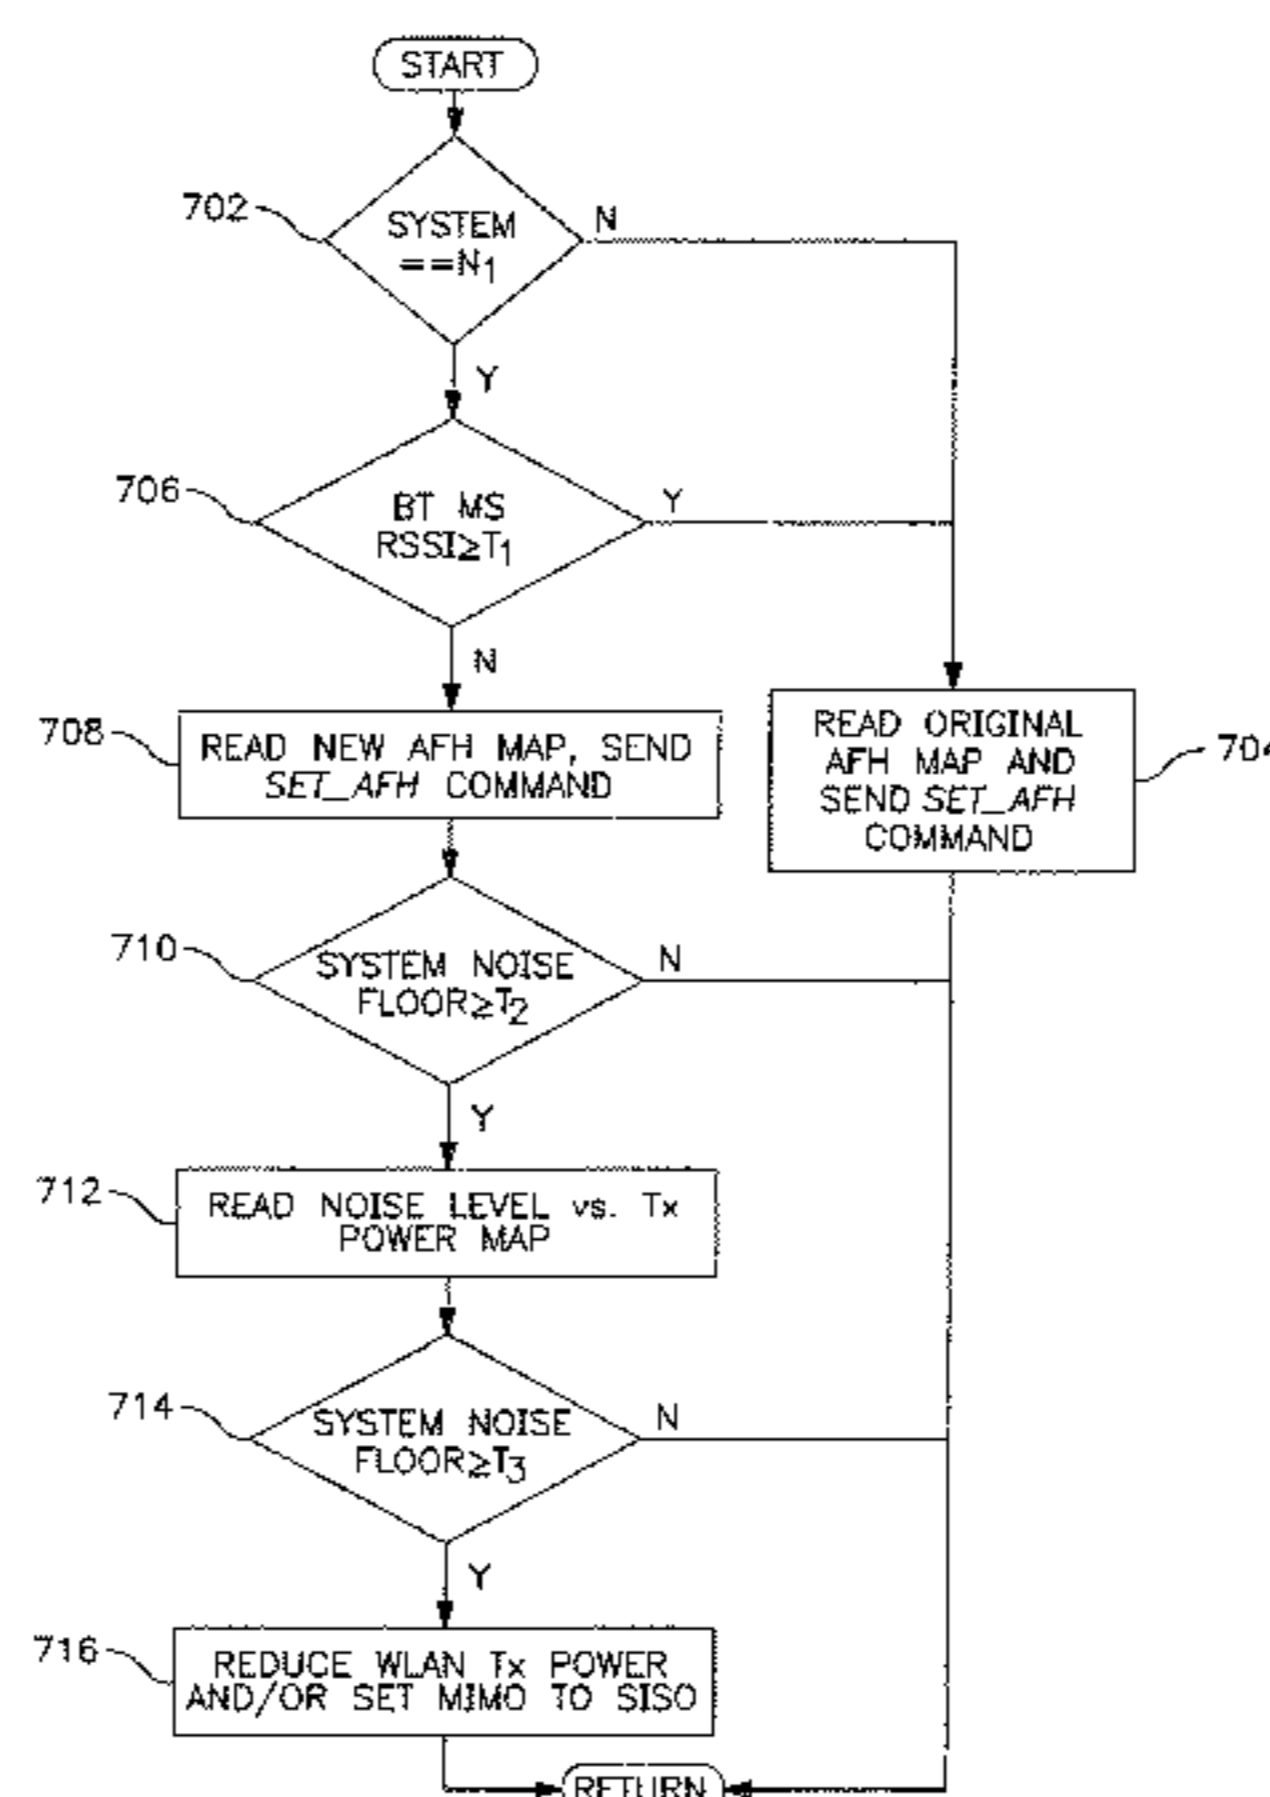 START
702
SYSTEM
==N1
N
Y
706
BT MS
RSSI≥T1
Y
N
708
READ NEW AFH MAP, SEND
SET_AFH COMMAND
READ ORIGINAL
AFH MAP AND
SEND SET_AFH
COMMAND
704
710
SYSTEM NOISE
FLOOR≥T2
N
Y
712
READ NOISE LEVEL vs. Tx
POWER MAP
714
SYSTEM NOISE
FLOOR≥T3
N
Y
716
REDUCE WLAN Tx POWER
AND/OR SET MIMO TO SISO
RETURN